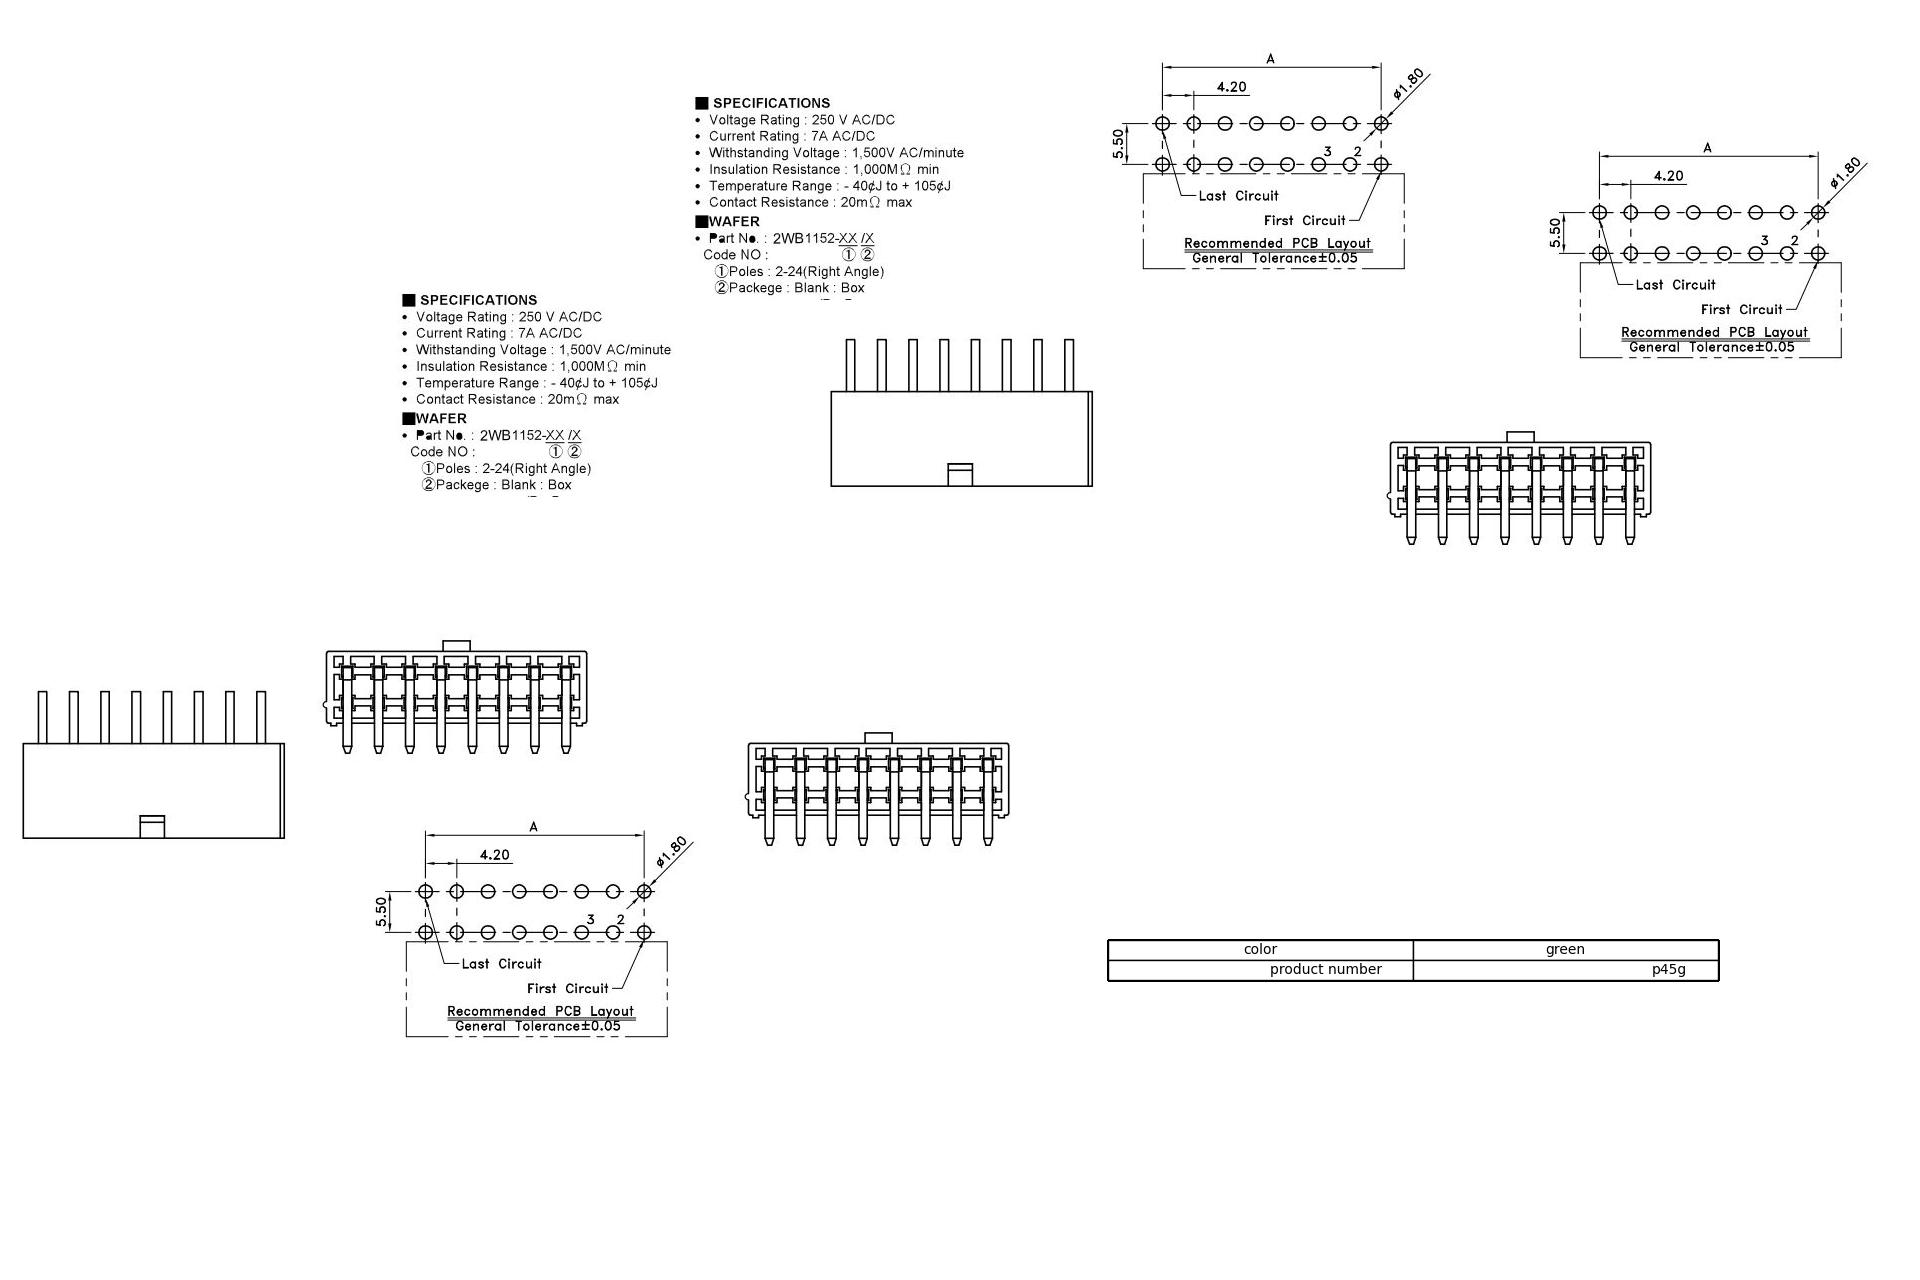 A
4.20
ø1.80
5.50
3 2
Last Circuit
First Circuit
Recommended PCB Layout
General Tolerance±0.05
■ SPECIFICATIONS
• Voltage Rating : 250 V AC/DC
• Current Rating : 7A AC/DC
• Withstanding Voltage : 1,500V AC/minute
• Insulation Resistance : 1,000MΩ min
• Temperature Range : - 40¢J to + 105¢J
• Contact Resistance : 20mΩ max
■WAFER
• Part No. : 2WB1152-XX /X
Code NO : ① ②
①Poles : 2-24(Right Angle)
②Packege : Blank : Box
A
4.20
ø1.80
5.50
3 2
Last Circuit
First Circuit
Recommended PCB Layout
General Tolerance±0.05
■ SPECIFICATIONS
• Voltage Rating : 250 V AC/DC
• Current Rating : 7A AC/DC
• Withstanding Voltage : 1,500V AC/minute
• Insulation Resistance : 1,000MΩ min
• Temperature Range : - 40¢J to + 105¢J
• Contact Resistance : 20mΩ max
■WAFER
• Part No. : 2WB1152-XX /X
Code NO : ① ②
①Poles : 2-24(Right Angle)
②Packege : Blank : Box
A
4.20
ø1.80
5.50
3 2
Last Circuit
First Circuit
Recommended PCB Layout
General Tolerance±0.05
color green
product number p45g